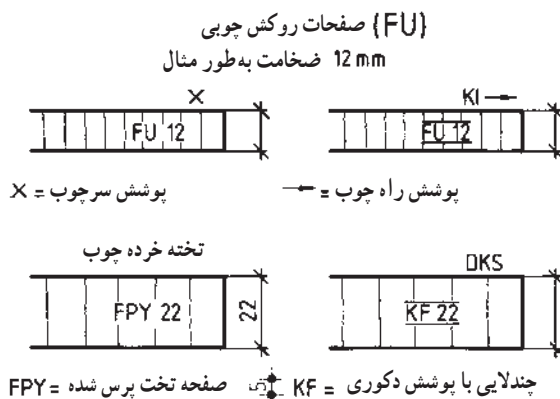 صفحات روکش چوبی (FU)
ضخامت به‌طور مثال 12 mm
X KI
FU 12 FU 12
پوشش سرچوب = X پوشش راه چوب =
تخته خرده چوب
DKS
FPY 22 22 KF 22
صفحه تخت پرس شده = FPY چندلایی با پوشش دکوری = KF